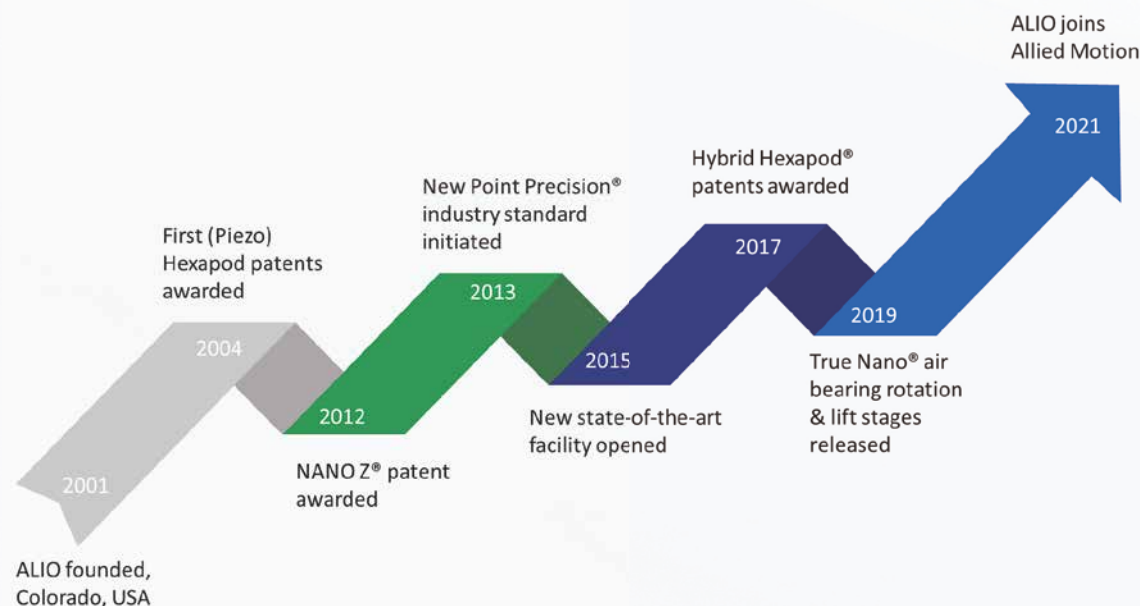 ALIO founded,
Colorado, USA
2001
First (Piezo)
Hexapod patents
awarded
2004
2012
NANO Z® patent
awarded
New Point Precision®
industry standard
initiated
2013
2015
New state-of-the-art
facility opened
Hybrid Hexapod®
patents awarded
2017
2019
True Nano® air
bearing rotation
& lift stages
released
ALIO joins
Allied Motion
2021